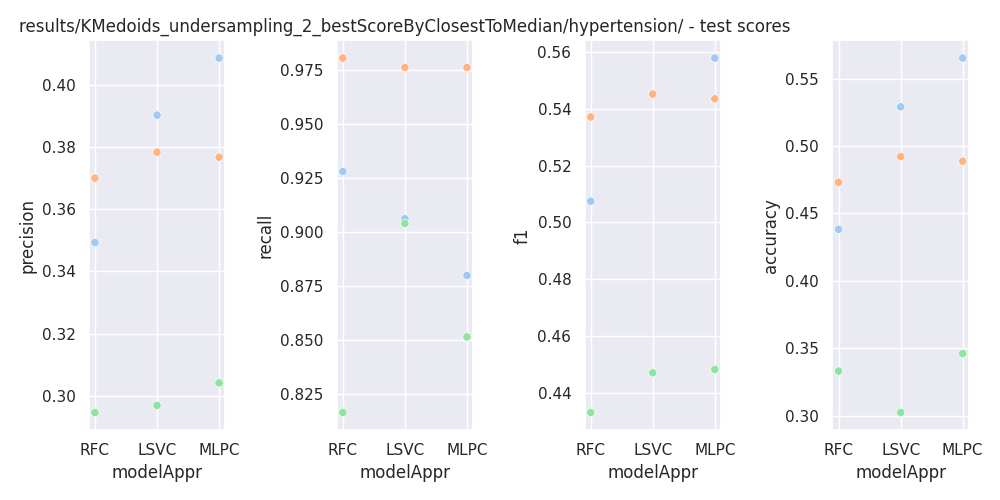 results/KMedoids_undersampling_2_bestScoreByClosestToMedian/hypertension/ - test scores
precision
0.40
0.38
0.36
0.34
0.32
0.30
RFC LSVC MLPC
modelAppr
recall
0.975
0.950
0.925
0.900
0.875
0.850
0.825
RFC LSVC MLPC
modelAppr
f1
0.56
0.54
0.52
0.50
0.48
0.46
0.44
RFC LSVC MLPC
modelAppr
accuracy
0.55
0.50
0.45
0.40
0.35
0.30
RFC LSVC MLPC
modelAppr